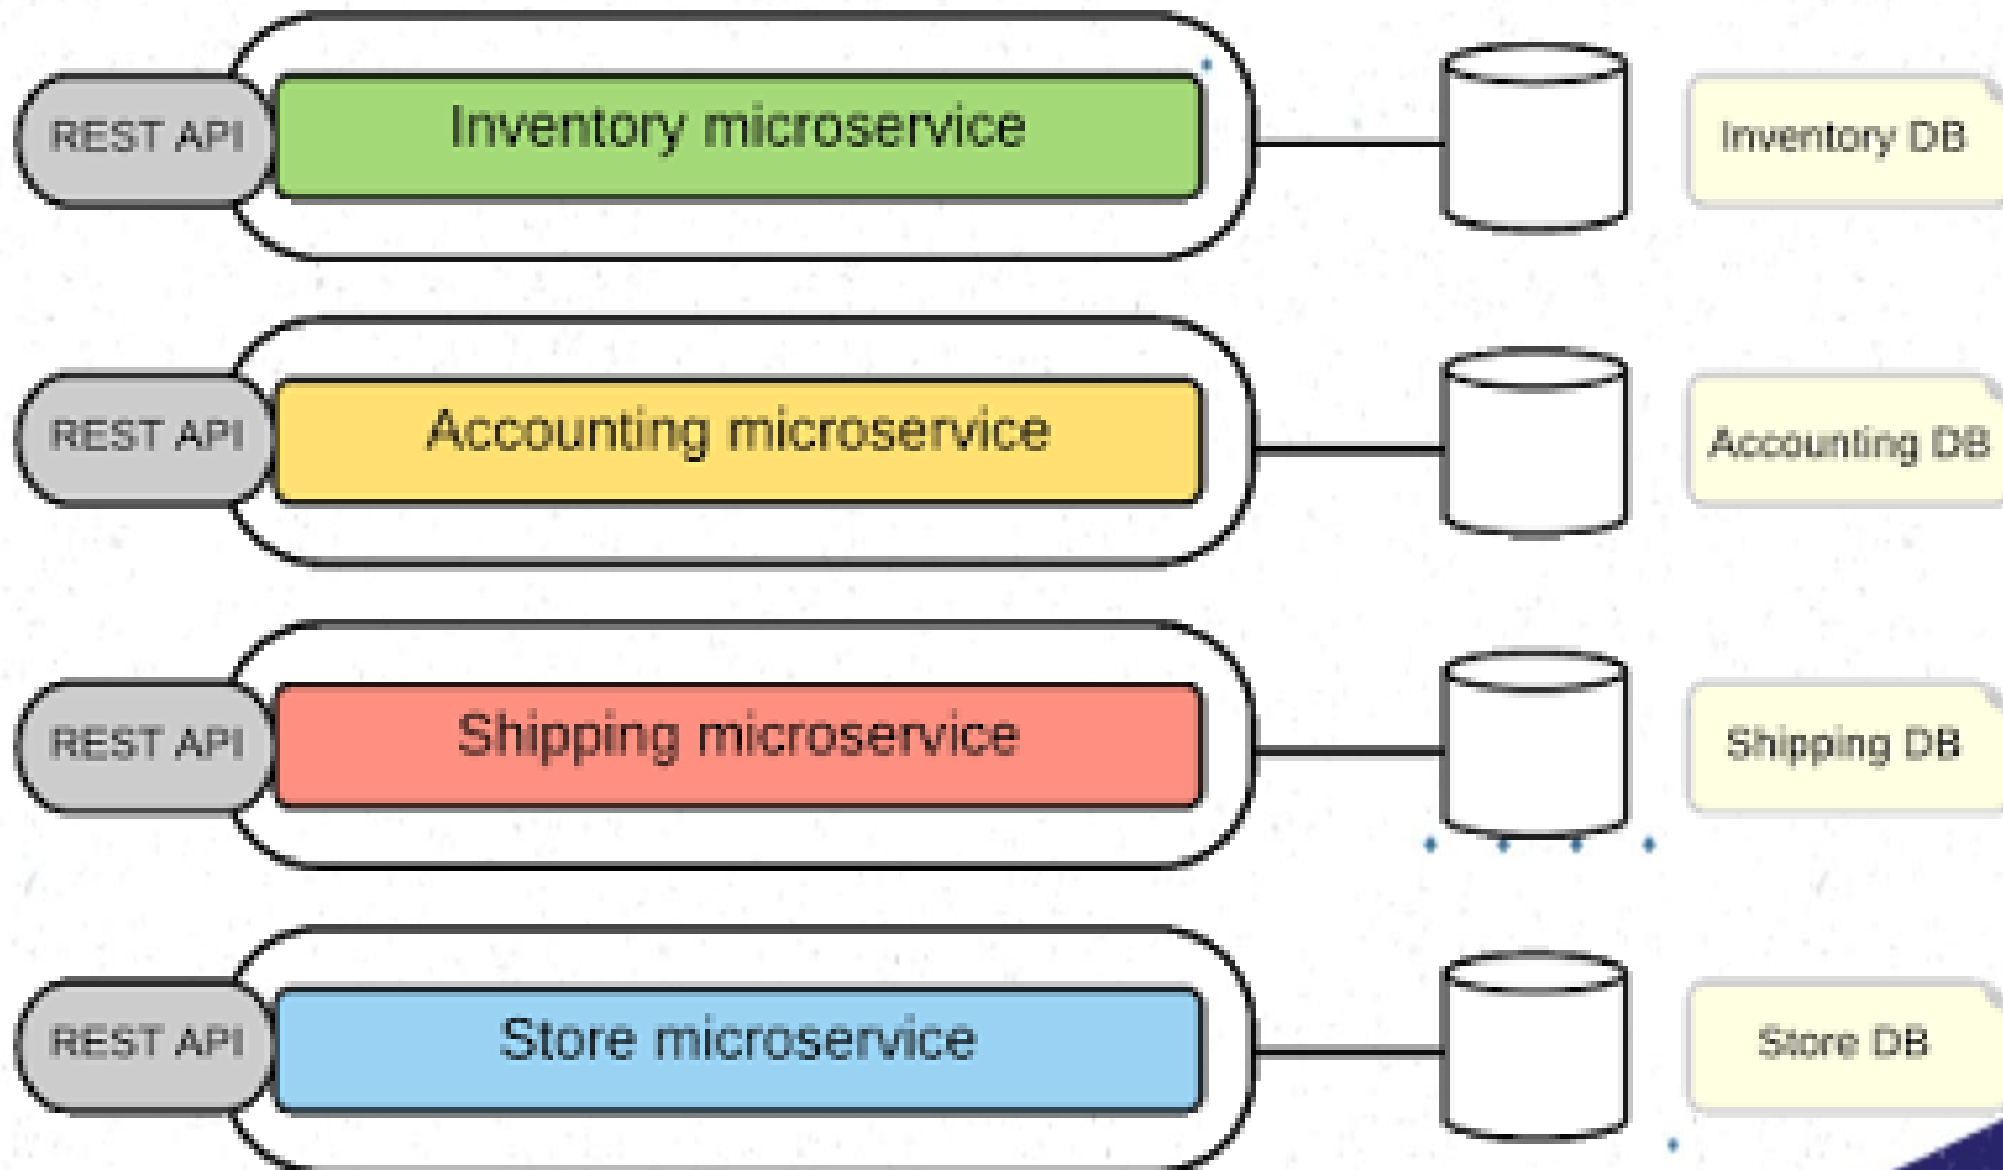 REST API
Inventory microservice
Inventory DB
REST API
Accounting microservice
Accounting DB
REST API
Shipping microservice
Shipping DB
REST API
Store microservice
Store DB